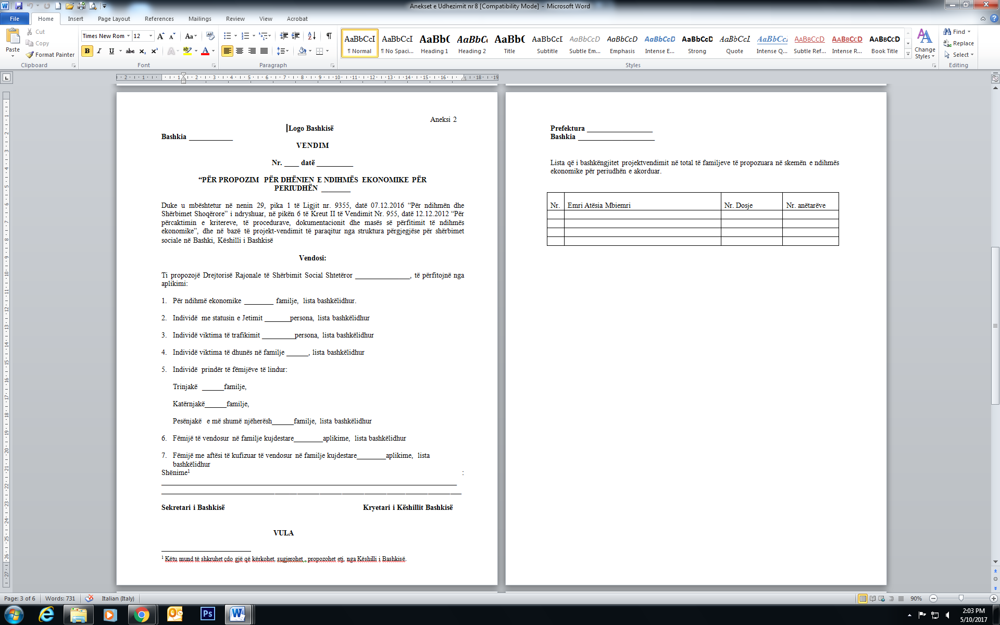 Anekset e Udhezimit nr 8 [Compatibility Mode] - Microsoft Word
File Home Insert Page Layout References Mailings Review View Acrobat
Paste
Cut
Copy
Format Painter
Clipboard
Times New Rom 12
Font
Paragraph
AaBbCcI AaBbCcI AaBbC AaBbCc AaBbC AaBbCcI AaBbCcD AaBbCcD AaBbCcD AaBbCcD AaBbCcI AaBbCcI AaBbCcD AaBbCcD AaBbCcD
¶ Normal ¶ No Spaci... Heading 1 Heading 2 Title Subtitle Subtle Em... Emphasis Intense E... Strong Quote Intense Q... Subtle Ref... Intense R... Book Title
Styles
Change Styles
Find
Replace
Select
Editing
Aneksi 2
Logo Bashkisë
Bashkia ____________
VENDIM
Nr. ____ datë __________
“PËR PROPOZIM PËR DHËNIEN E NDIHMËS EKONOMIKE PËR
PERIUDHËN ________
Duke u mbështetur në nenin 29, pika 1 të Ligjit nr. 9355, datë 07.12.2016 “Për ndihmën dhe
Shërbimet Shoqërore” i ndryshuar, në pikën 6 të Kreut II të Vendimit Nr. 955, datë 12.12.2012 “Për
përcaktimin e kritereve, të procedurave, dokumentacionit dhe masës së përfitimit të ndihmës
ekonomike”, dhe në bazë të projekt-vendimit të paraqitur nga struktura përgjegjëse për shërbimet
sociale në Bashki, Këshilli i Bashkisë
Vendosi:
Ti propozojë Drejtorisë Rajonale të Shërbimit Social Shtetëror _______________, të përfitojnë nga
aplikimi:
1. Për ndihmë ekonomike ________ familje, lista bashkëlidhur.
2. Individë me statusin e Jetimit _______persona, lista bashkëlidhur
3. Individë viktima të trafikimit _________persona, lista bashkëlidhur
4. Individë viktima të dhunës në familje ______, lista bashkëlidhur
5. Individë prindër të fëmijëve të lindur:
Trinjakë ______familje,
Katërnjakë______familje,
Pesënjakë e më shumë njëherësh______familje, lista bashkëlidhur
6. Fëmijë të vendosur në familje kujdestare________aplikime, lista bashkëlidhur
7. Fëmijë me aftësi të kufizuar të vendosur në familje kujdestare________aplikime, lista
bashkëlidhur
Shënime1 :
Sekretari i Bashkisë Kryetari i Këshillit Bashkisë
VULA
1 Këtu mund të shkruhet çdo gjë që kërkohet, sugjerohet , propozohet etj, nga Këshilli i Bashkisë.
Prefektura __________________
Bashkia _____________________
Lista që i bashkëngjitet projektvendimit në total të familjeve të propozuara në skemën e ndihmës
ekonomike për periudhën e akorduar.
Nr. Emri Atësia Mbiemri Nr. Dosje Nr. anëtarëve
Page: 3 of 6 Words: 731 Italian (Italy) 90%
2:03 PM
5/10/2017